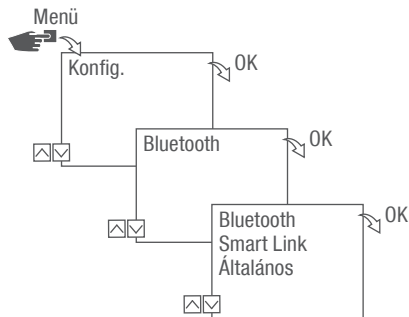 Menü
Konfig.
OK
Bluetooth
OK
Bluetooth
Smart Link
Általános
OK